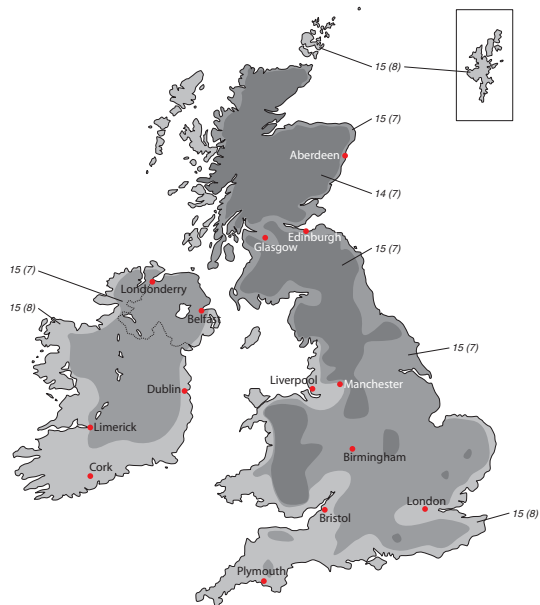 15 (8)
15 (7)
Aberdeen
14 (7)
Edinburgh
Glasgow
15 (7)
15 (7)
Londonderry
15 (8)
Belfast
15 (7)
Liverpool
Manchester
Dublin
Limerick
Birmingham
Cork
London
Bristol
15 (8)
Plymouth